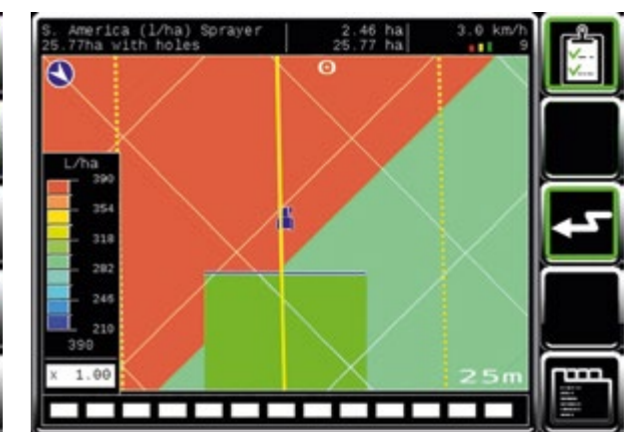 S. America (l/ha) Sprayer
25.77ha with holes
2.46 ha
25.77 ha
3.0 km/h
9
0
L/ha
390
354
318
282
246
210
390
x 1.00
25m